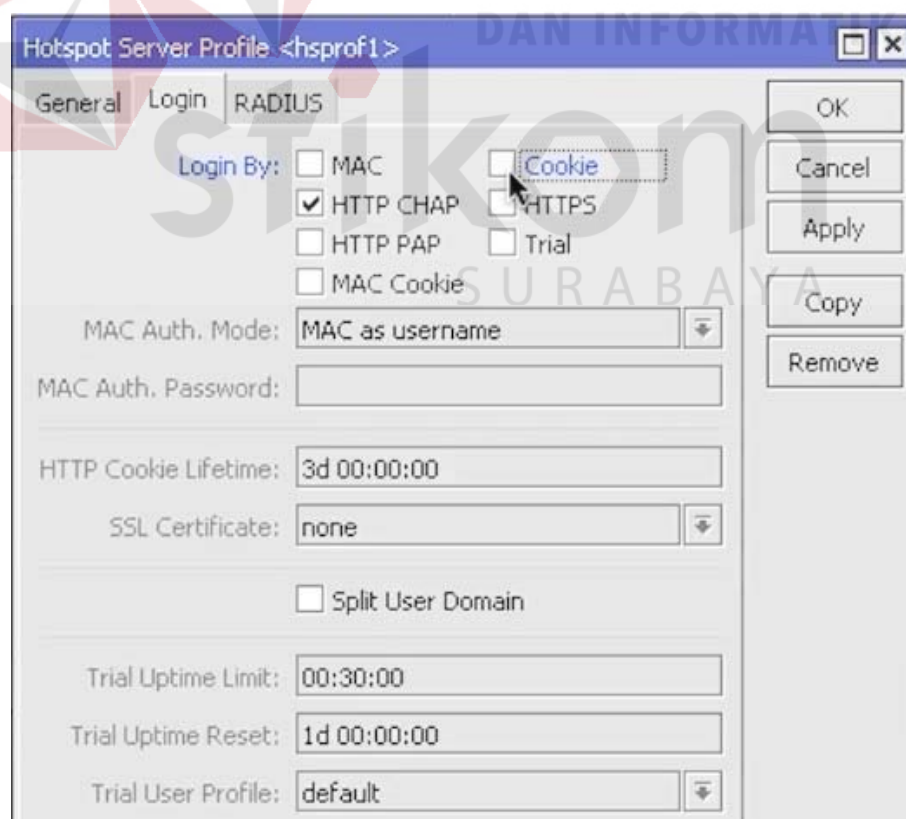 DAN INFORMATIK
Hotspot Server Profile <hsprof1>
General Login RADIUS
OK
Cancel
Apply
Copy
Remove
Login By: MAC Cookie
HTTP CHAP HTTPS
HTTP PAP Trial
MAC Cookie
stikom
SURABAYA
MAC Auth. Mode: MAC as username
MAC Auth. Password:
HTTP Cookie Lifetime: 3d 00:00:00
SSL Certificate: none
Split User Domain
Trial Uptime Limit: 00:30:00
Trial Uptime Reset: 1d 00:00:00
Trial User Profile: default